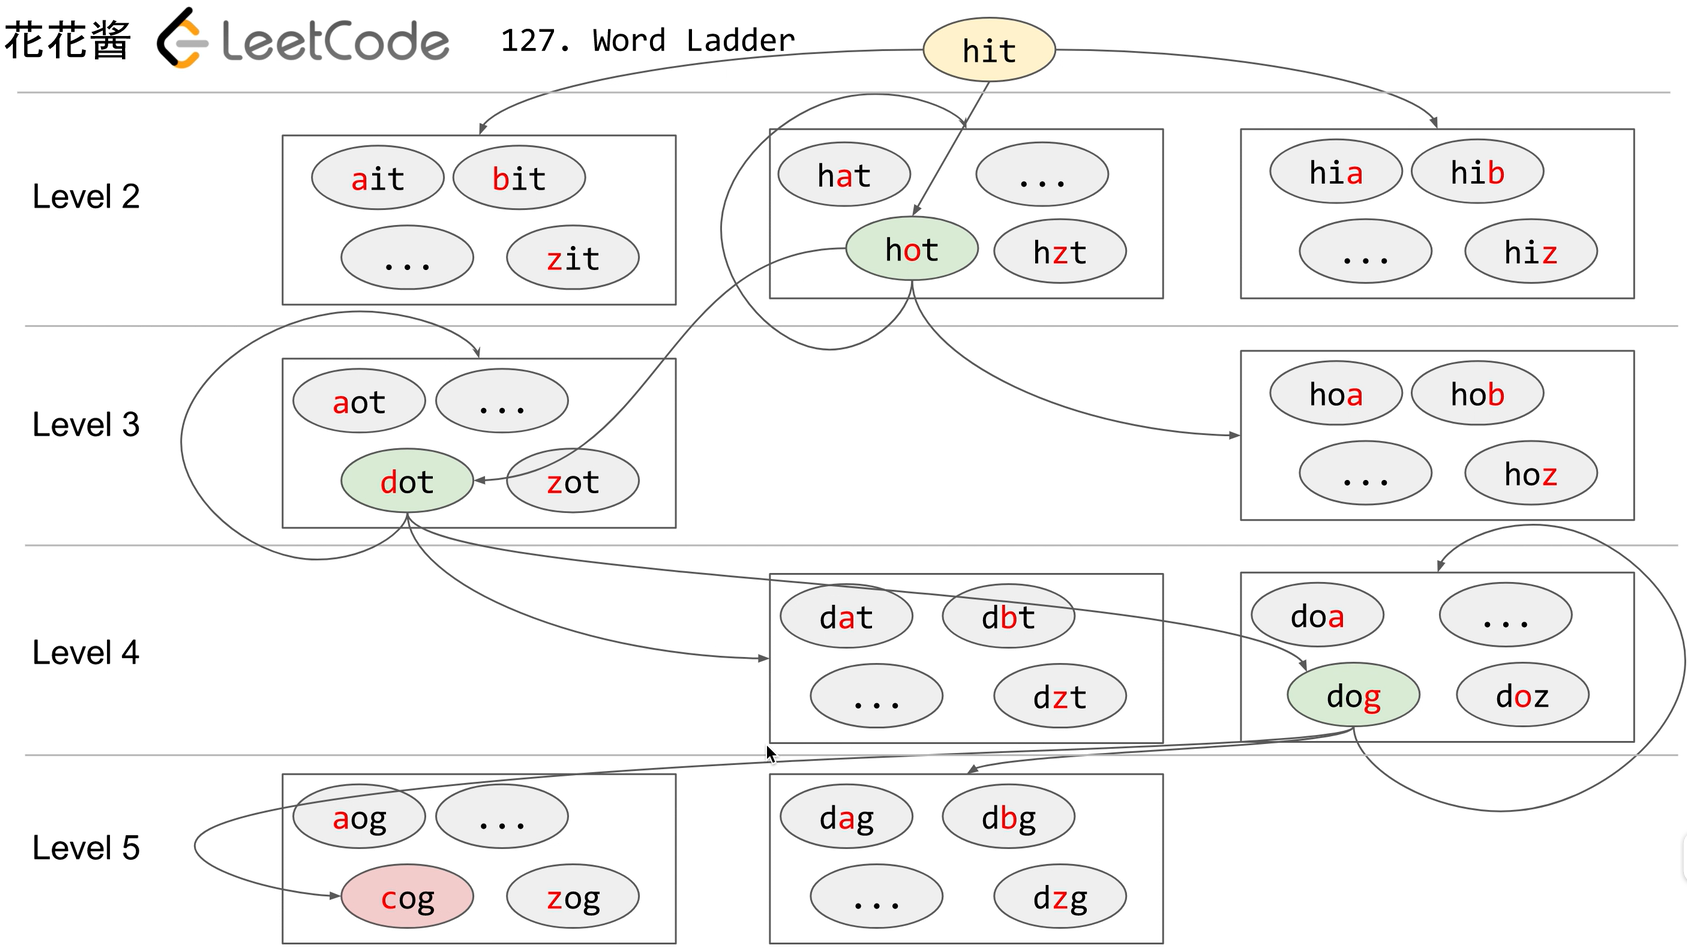 花花酱 LeetCode 127. Word Ladder
hit
Level 2
ait bit
... zit
hat ...
hot hzt
hia hib
... hiz
Level 3
aot ...
dot zot
hoa hob
... hoz
Level 4
dat dbt
... dzt
doa ...
dog doz
Level 5
aog ...
cog zog
dag dbg
... dzg